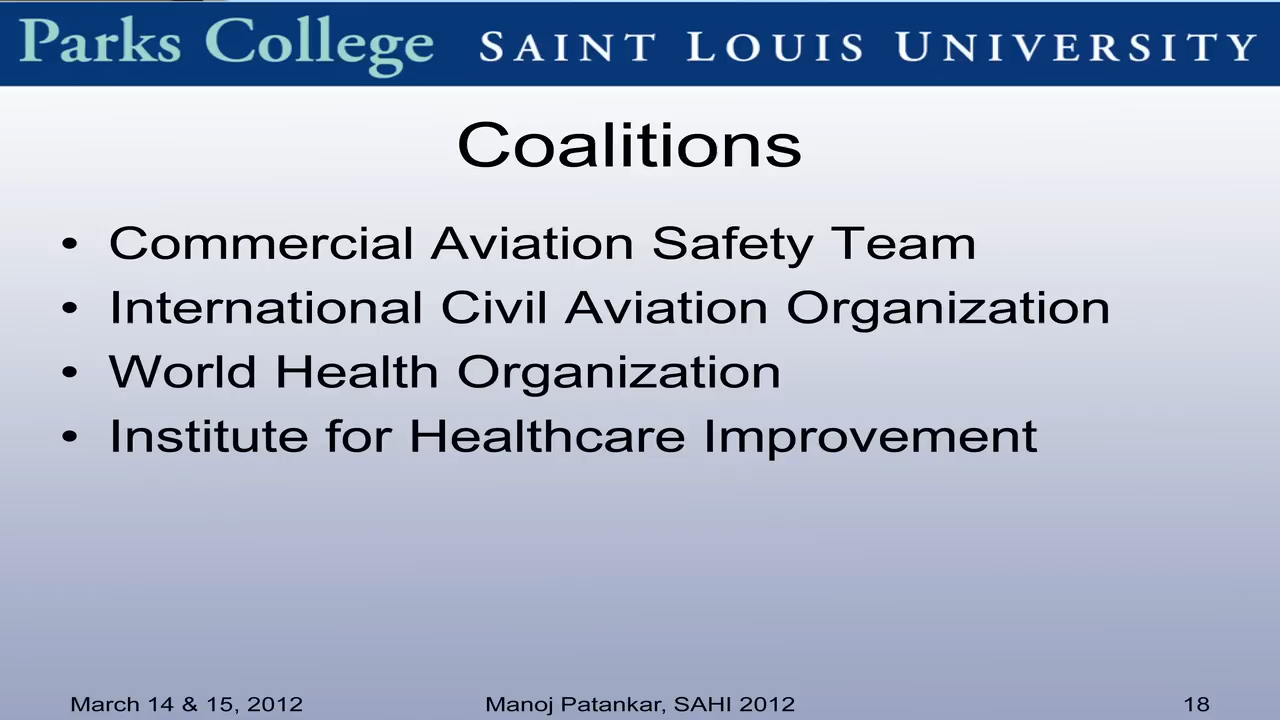 Parks College SAINT LOUIS UNIVERSITY
Coalitions
• Commercial Aviation Safety Team
• International Civil Aviation Organization
• World Health Organization
• Institute for Healthcare Improvement
March 14 & 15, 2012 Manoj Patankar, SAHI 2012 18